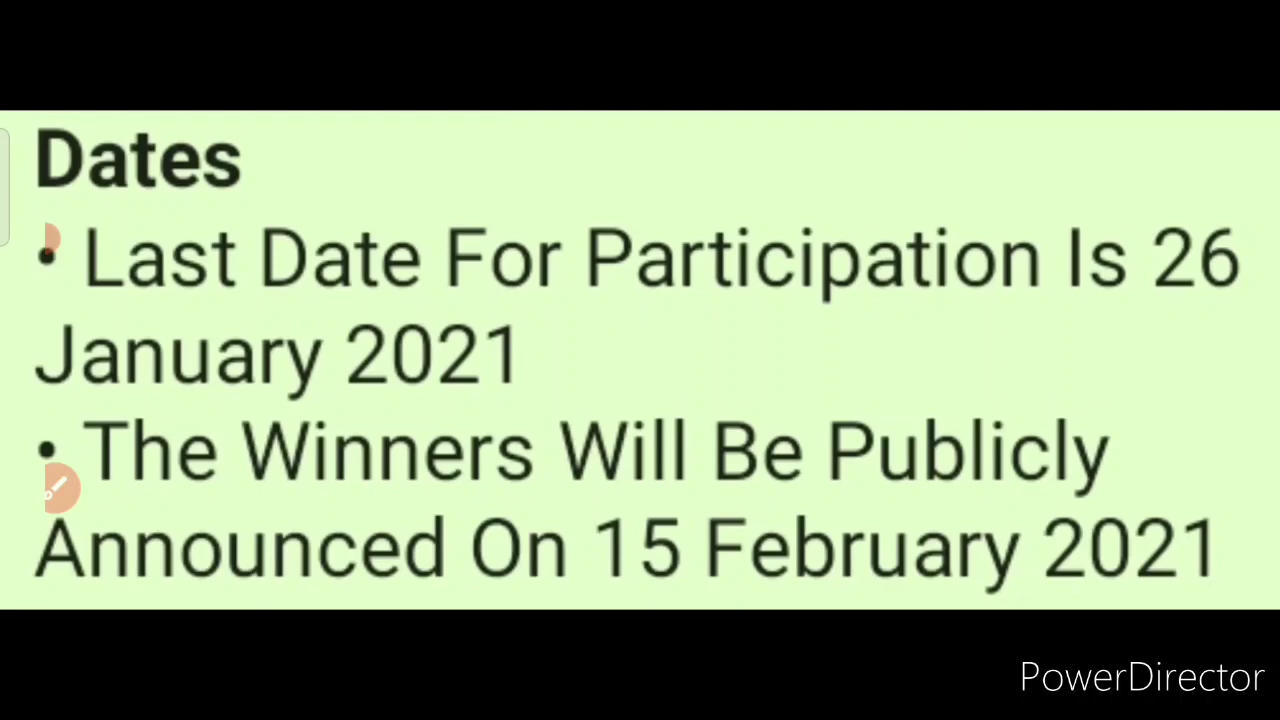 Dates
• Last Date For Participation Is 26
January 2021
• The Winners Will Be Publicly
Announced On 15 February 2021
PowerDirector